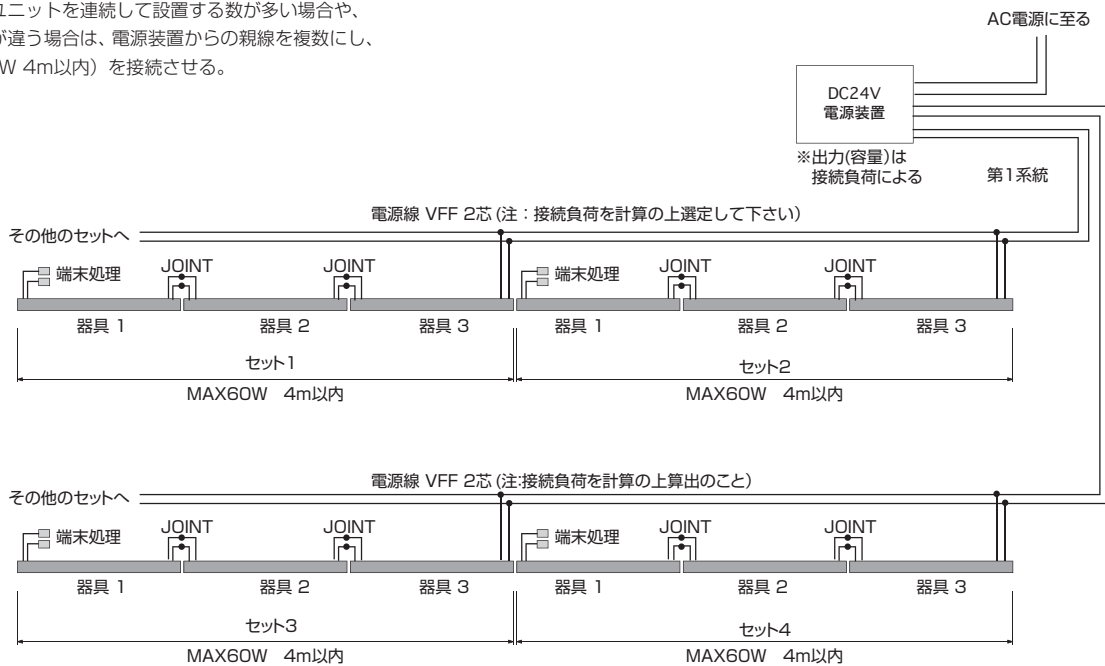 ユニットを連続して設置する数が多い場合や、
が違う場合は、電源装置からの親線を複数にし、
W 4m以内）を接続させる。
AC電源に至る
DC24V
電源装置
※出力(容量)は
接続負荷による
第1系統
電源線 VFF 2芯 (注：接続負荷を計算の上選定して下さい)
その他のセットへ
端末処理 JOINT JOINT 端末処理 JOINT JOINT
器具 1 器具 2 器具 3 器具 1 器具 2 器具 3
セット1 セット2
MAX60W 4m以内 MAX60W 4m以内
電源線 VFF 2芯 (注:接続負荷を計算の上算出のこと)
その他のセットへ
端末処理 JOINT JOINT 端末処理 JOINT JOINT
器具 1 器具 2 器具 3 器具 1 器具 2 器具 3
セット3 セット4
MAX60W 4m以内 MAX60W 4m以内